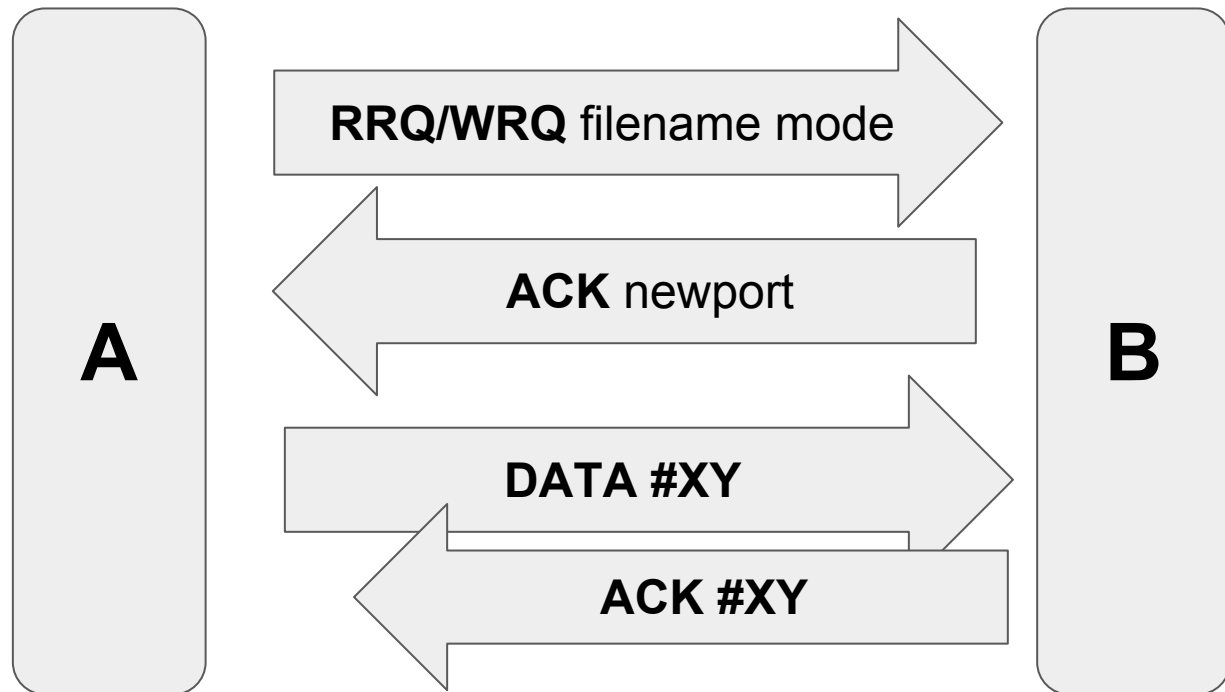 A
RRQ/WRQ filename mode
ACK newport
DATA #XY
ACK #XY
B